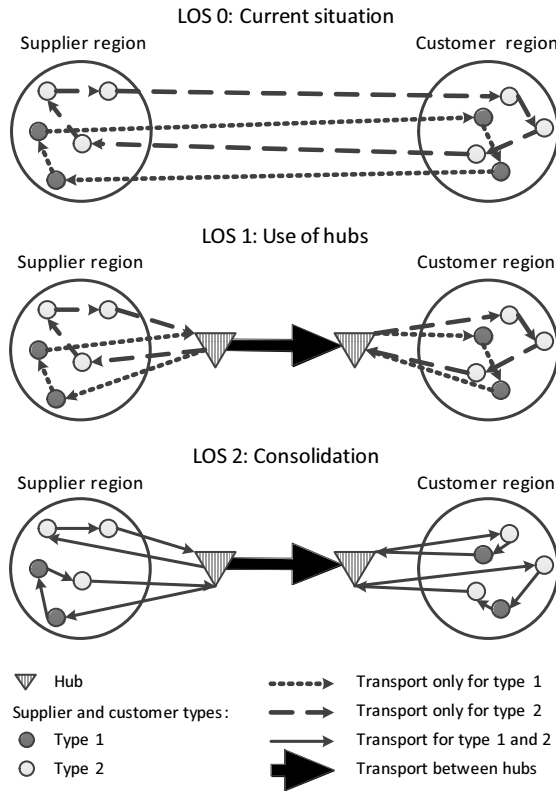 LOS 0: Current situation
Supplier region
Customer region
LOS 1: Use of hubs
Supplier region
Customer region
LOS 2: Consolidation
Supplier region
Customer region
Hub
Supplier and customer types:
Type 1
Type 2
Transport only for type 1
Transport only for type 2
Transport for type 1 and 2
Transport between hubs